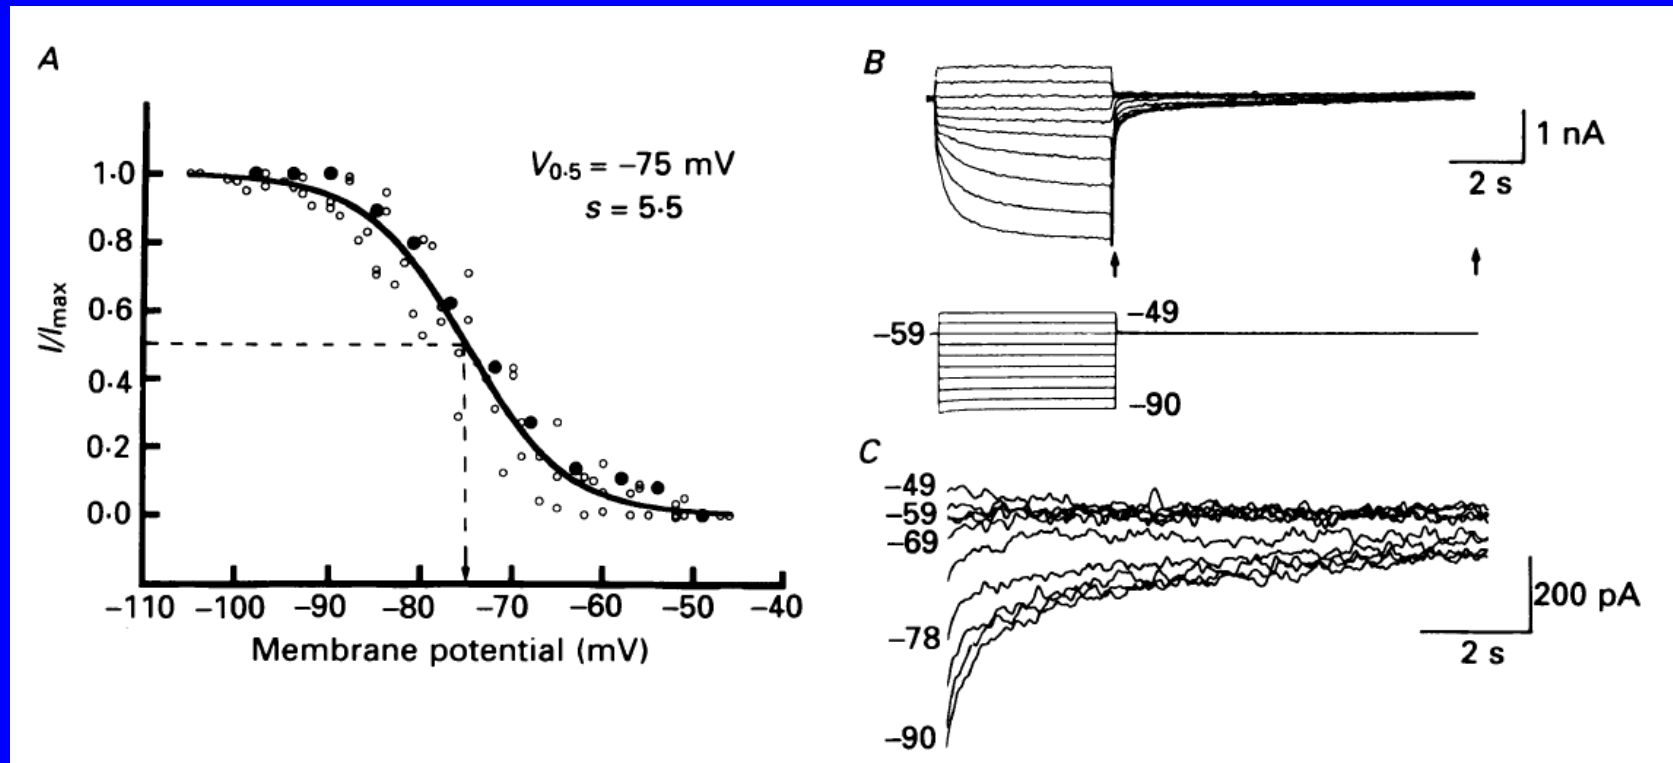 A
V0·5 = −75 mV
s = 5·5
1·0
0·8
0·6
0·4
0·2
0·0
I/Imax
−110 −100 −90 −80 −70 −60 −50 −40
Membrane potential (mV)
B
1 nA
2 s
−49
−59
−90
C
−49
−59
−69
−78
−90
200 pA
2 s